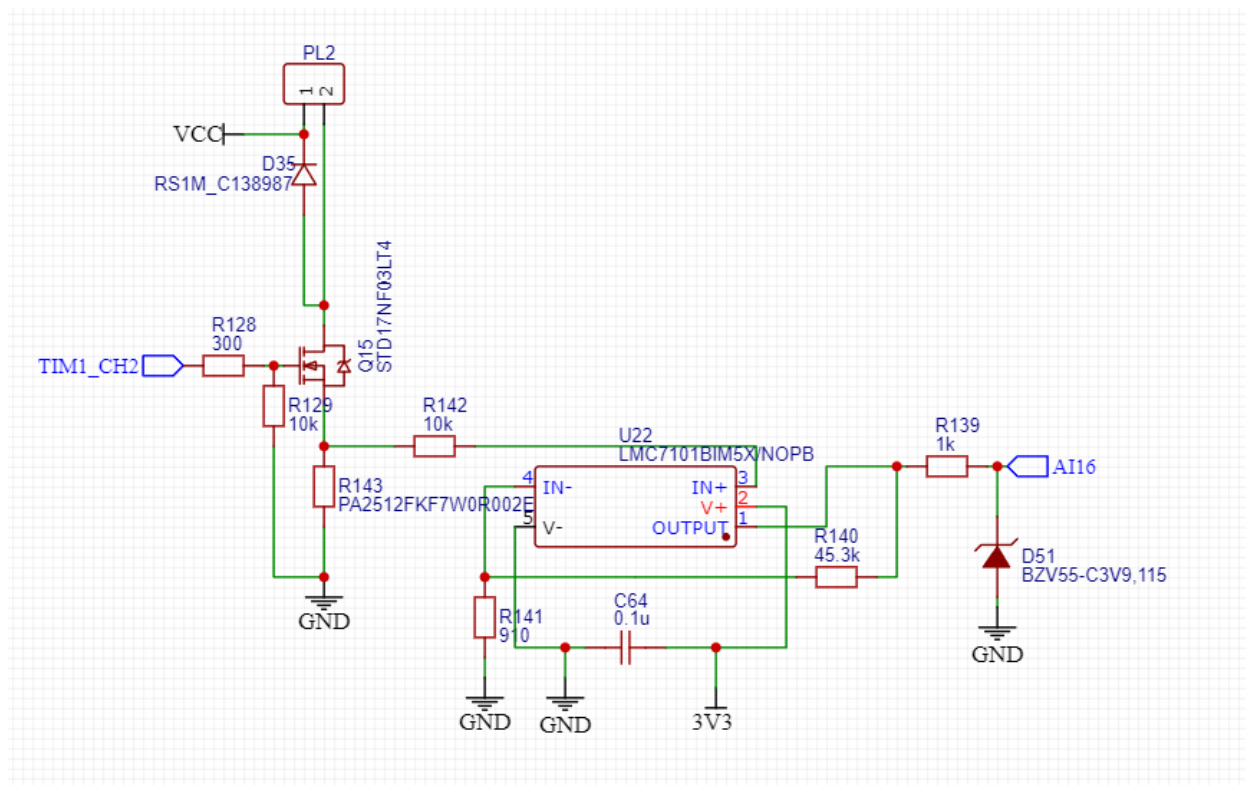 PL2
1
2
VCC
D35
RS1M_C138987
Q15
STD17NF03LT4
R128
300
TIM1_CH2
R129
10k
R142
10k
U22
LMC7101BIM5X/NOPB
R139
1k
AI16
R143
PA2512FKF7W0R002E
4
IN-
IN+
3
V+
2
5
V-
OUTPUT
1
R140
45.3k
D51
BZV55-C3V9,115
C64
0.1u
R141
910
GND
GND
GND
GND
3V3